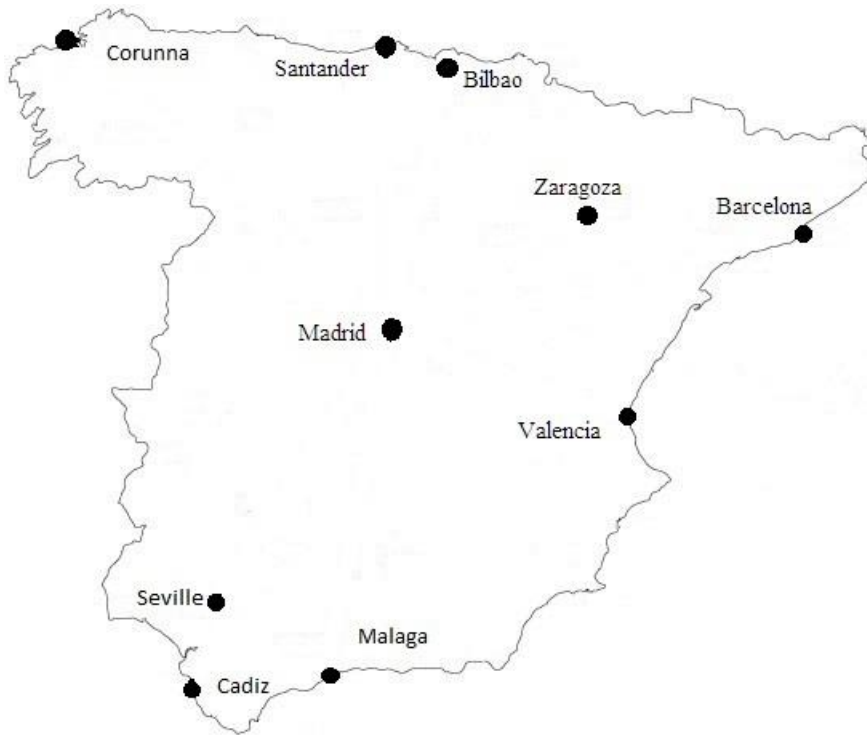 Corunna
Santander
Bilbao
Zaragoza
Barcelona
Madrid
Valencia
Seville
Malaga
Cadiz